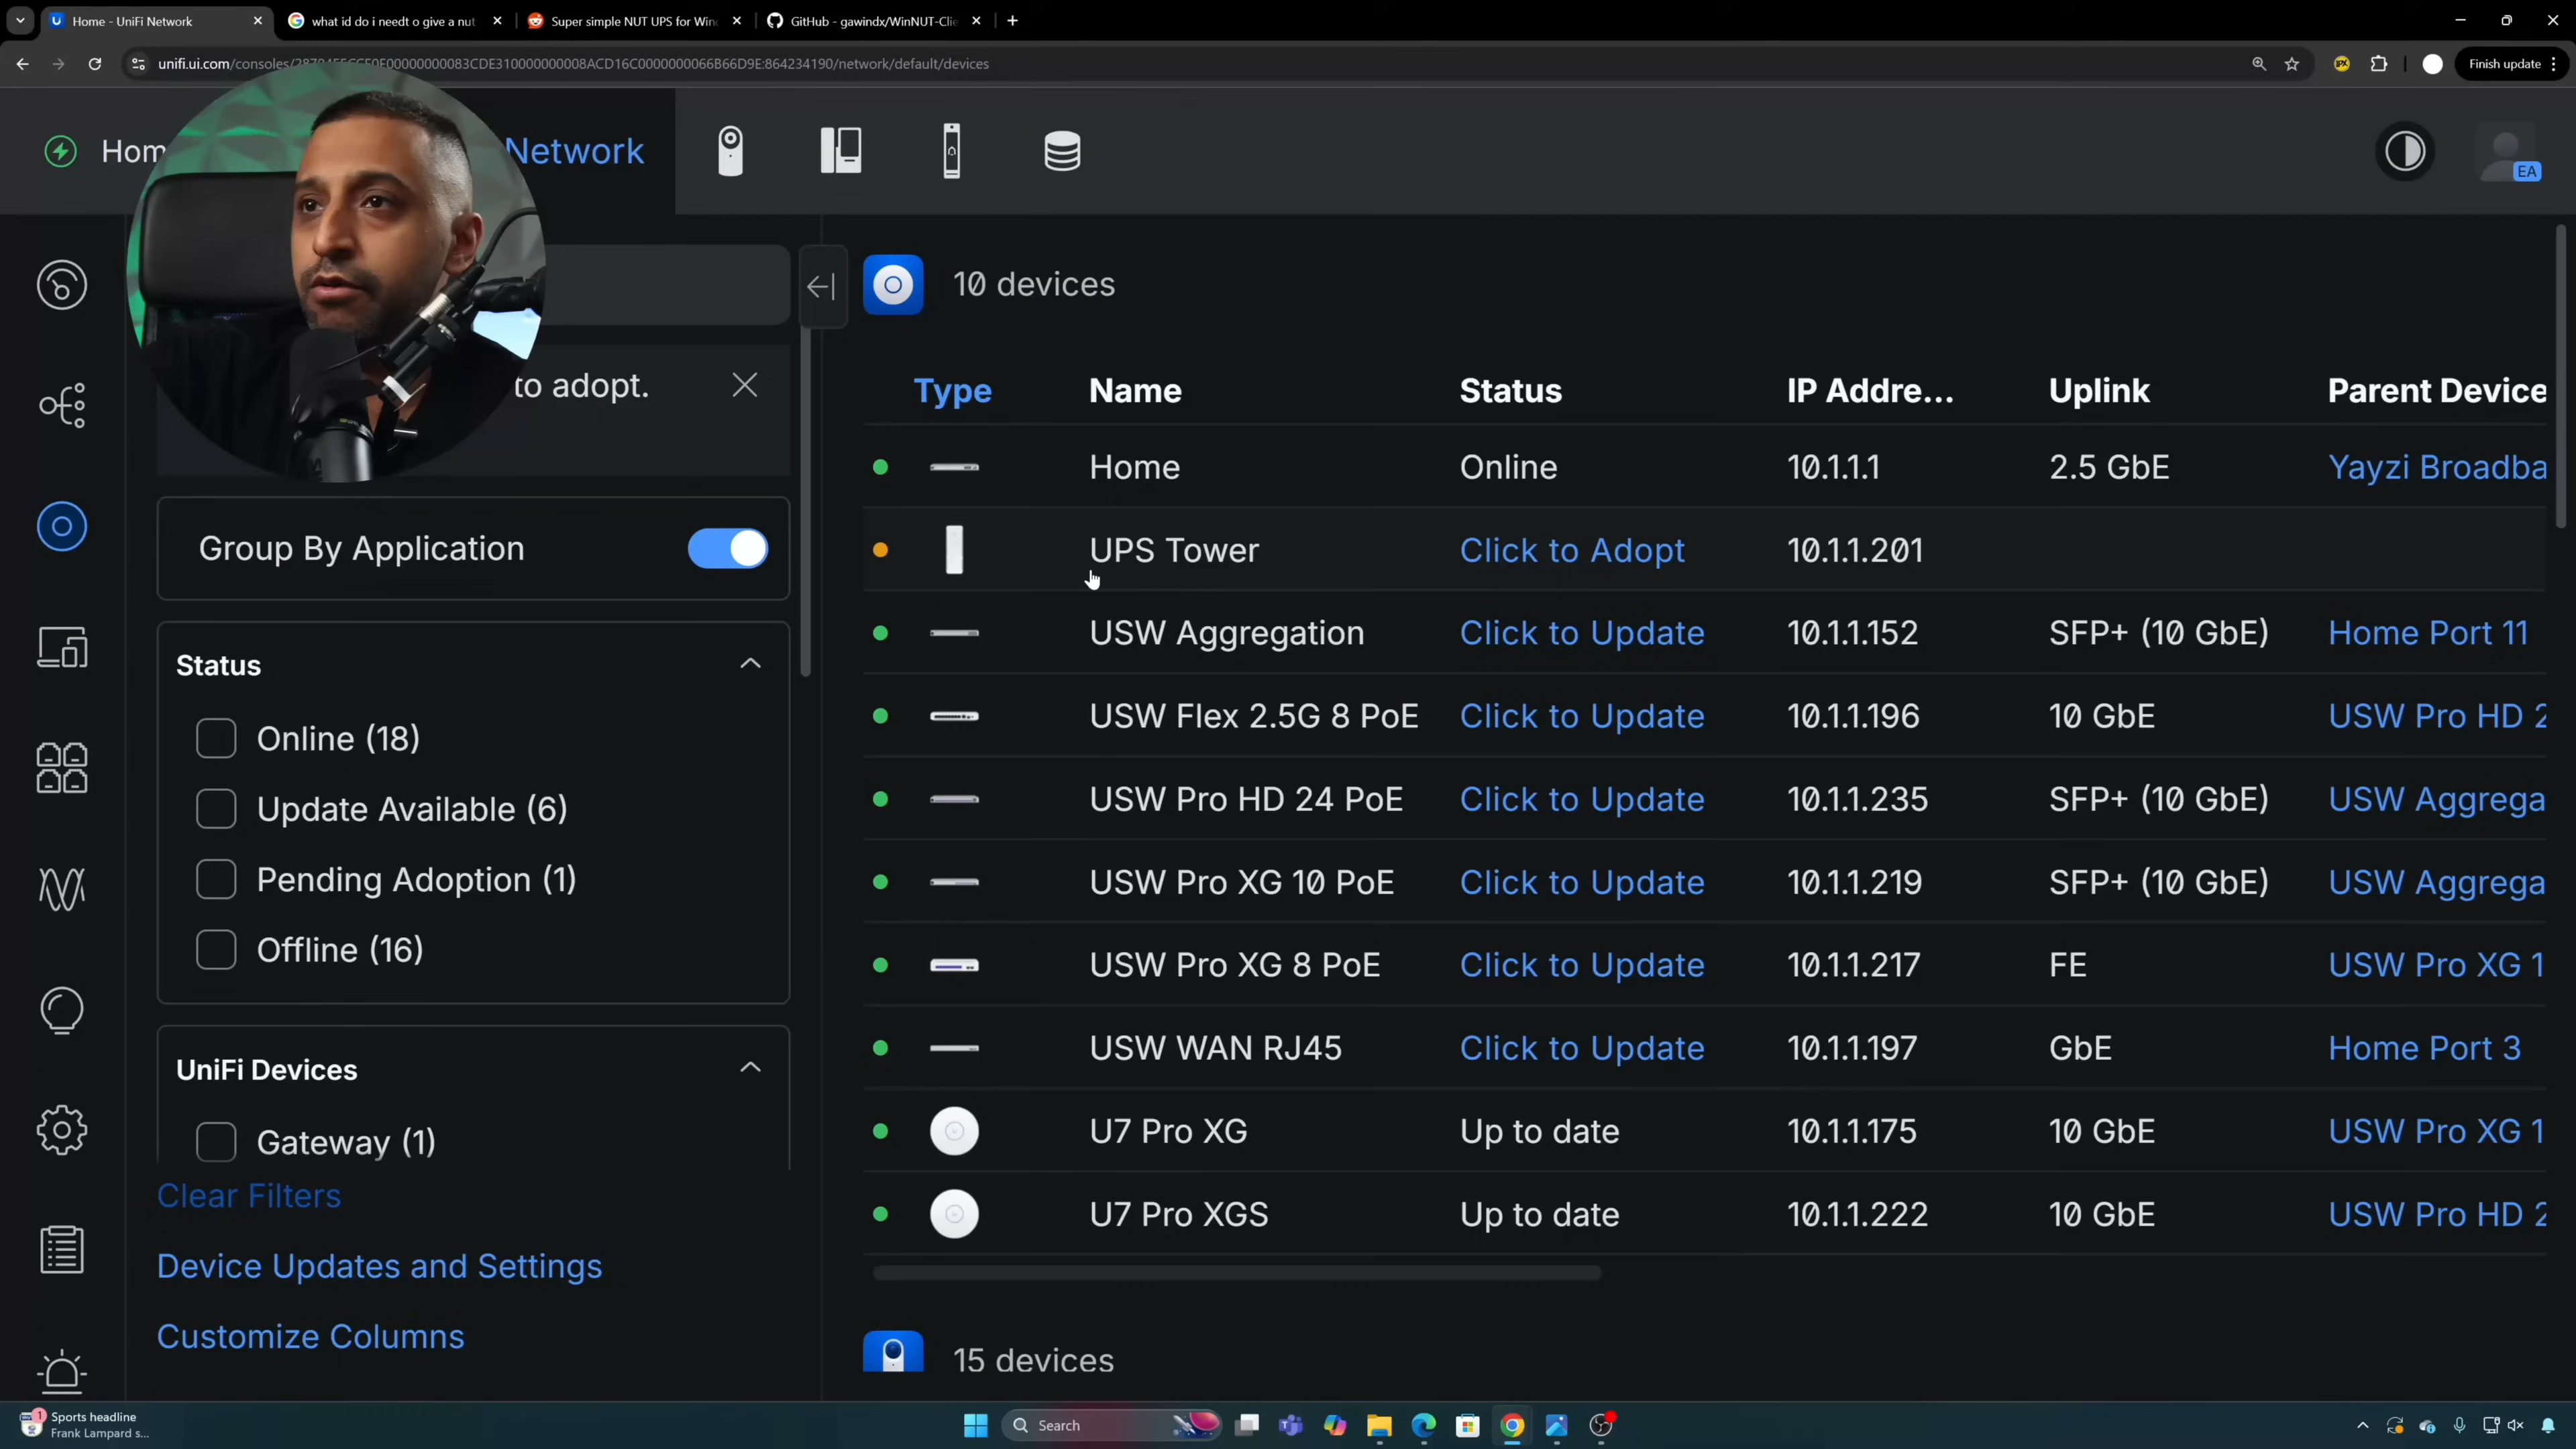 Home - UniFi Network
what id do i needt o give a nut
Super simple NUT UPS for Win
GitHub - gawindx/WinNUT-Clie
Finish update
Hom
Network
EA
to adopt.
Group By Application
Status
Online (18)
Update Available (6)
Pending Adoption (1)
Offline (16)
UniFi Devices
Gateway (1)
Clear Filters
Device Updates and Settings
Customize Columns
10 devices
Type Name Status IP Addre... Uplink Parent Device
Home Online 10.1.1.1 2.5 GbE Yayzi Broadba
UPS Tower Click to Adopt 10.1.1.201
USW Aggregation Click to Update 10.1.1.152 SFP+ (10 GbE) Home Port 11
USW Flex 2.5G 8 PoE Click to Update 10.1.1.196 10 GbE USW Pro HD 2
USW Pro HD 24 PoE Click to Update 10.1.1.235 SFP+ (10 GbE) USW Aggrega
USW Pro XG 10 PoE Click to Update 10.1.1.219 SFP+ (10 GbE) USW Aggrega
USW Pro XG 8 PoE Click to Update 10.1.1.217 FE USW Pro XG 1
USW WAN RJ45 Click to Update 10.1.1.197 GbE Home Port 3
U7 Pro XG Up to date 10.1.1.175 10 GbE USW Pro XG 1
U7 Pro XGS Up to date 10.1.1.222 10 GbE USW Pro HD 2
15 devices
1
Sports headline
Frank Lampard s...
Search